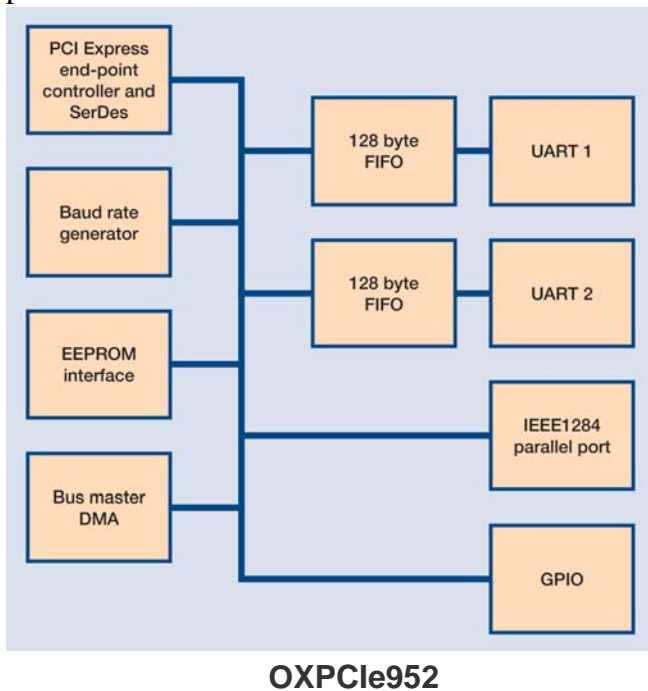 PCI Express
end-point
controller and
SerDes
128 byte
FIFO
UART 1
Baud rate
generator
128 byte
FIFO
UART 2
EEPROM
interface
IEEE1284
parallel port
Bus master
DMA
GPIO
OXPCIe952